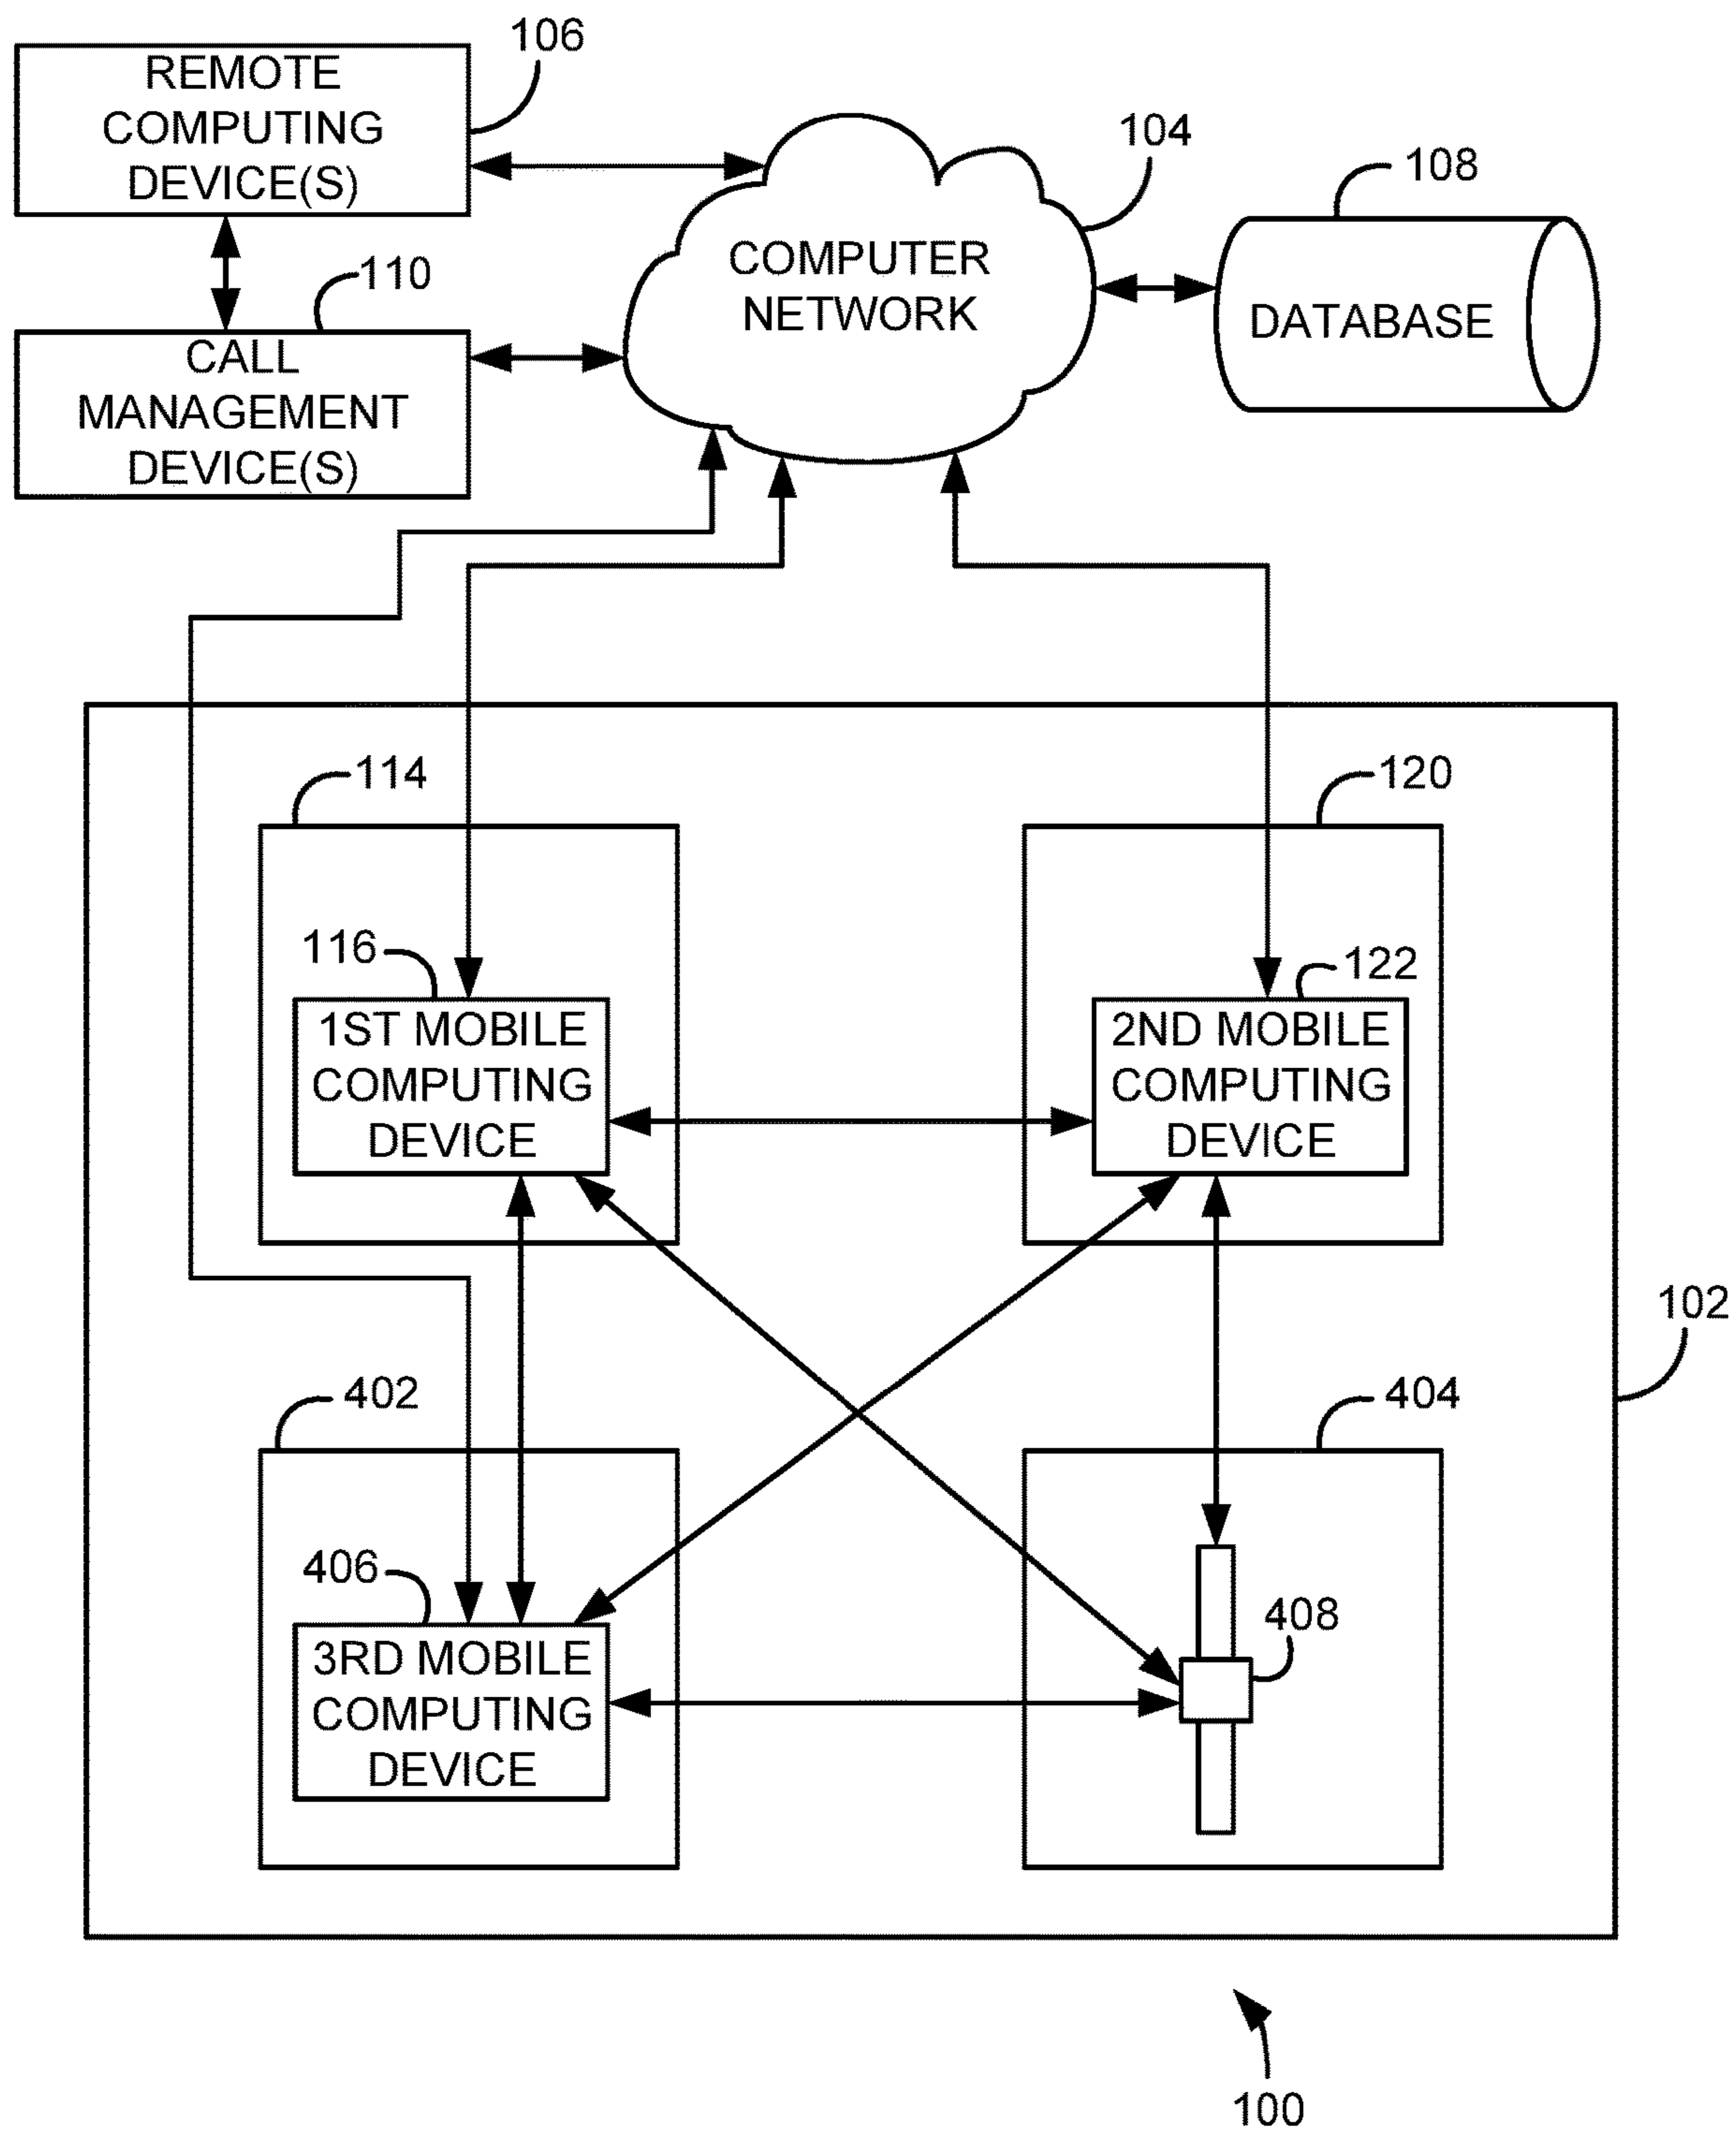 106
REMOTE
COMPUTING
DEVICE(S)
104
108
COMPUTER
NETWORK
DATABASE
110
CALL
MANAGEMENT
DEVICE(S)
114
120
116
1ST MOBILE
COMPUTING
DEVICE
122
2ND MOBILE
COMPUTING
DEVICE
102
402
404
406
3RD MOBILE
COMPUTING
DEVICE
408
100